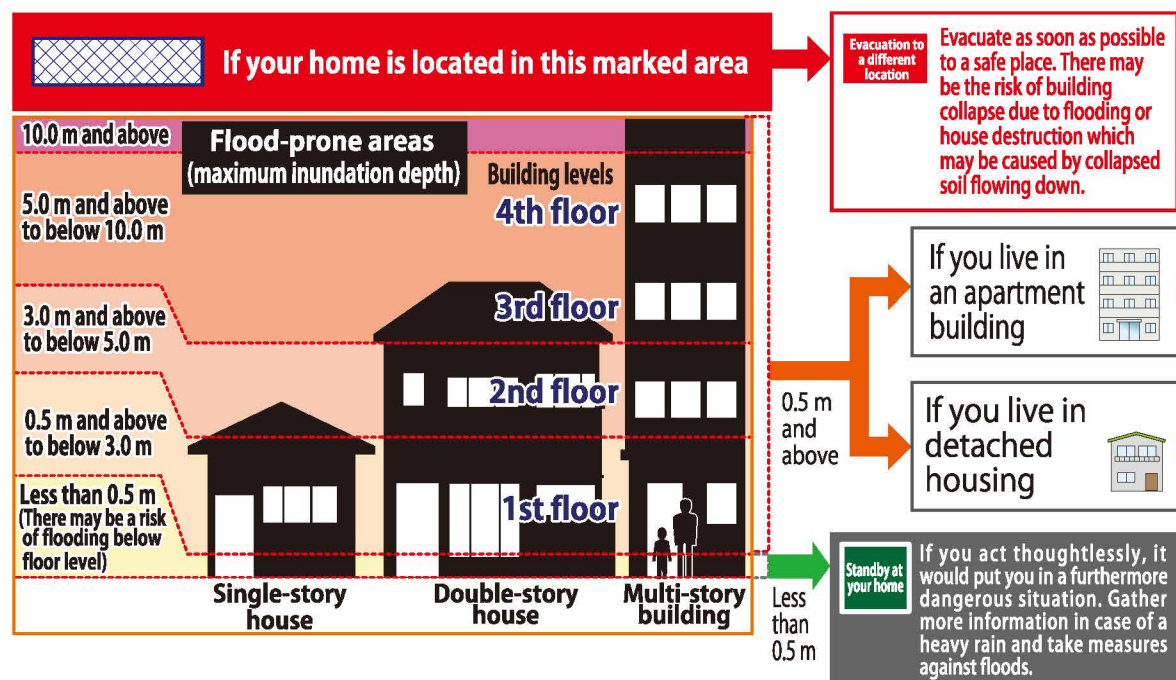 If your home is located in this marked area
Evacuation to
a different
location
Evacuate as soon as possible
to a safe place. There may
be the risk of building
collapse due to flooding or
house destruction which
may be caused by collapsed
soil flowing down.
10.0 m and above
Flood-prone areas
(maximum inundation depth)
Building levels
5.0 m and above
to below 10.0 m
4th floor
3.0 m and above
to below 5.0 m
3rd floor
0.5 m and above
to below 3.0 m
2nd floor
Less than 0.5 m
(There may be a risk
of flooding below
floor level)
1st floor
Single-story
house
Double-story
house
Multi-story
building
0.5 m
and
above
If you live in
an apartment
building
If you live in
detached
housing
Less
than
0.5 m
Standby at
your home
If you act thoughtlessly, it
would put you in a furthermore
dangerous situation. Gather
more information in case of a
heavy rain and take measures
against floods.